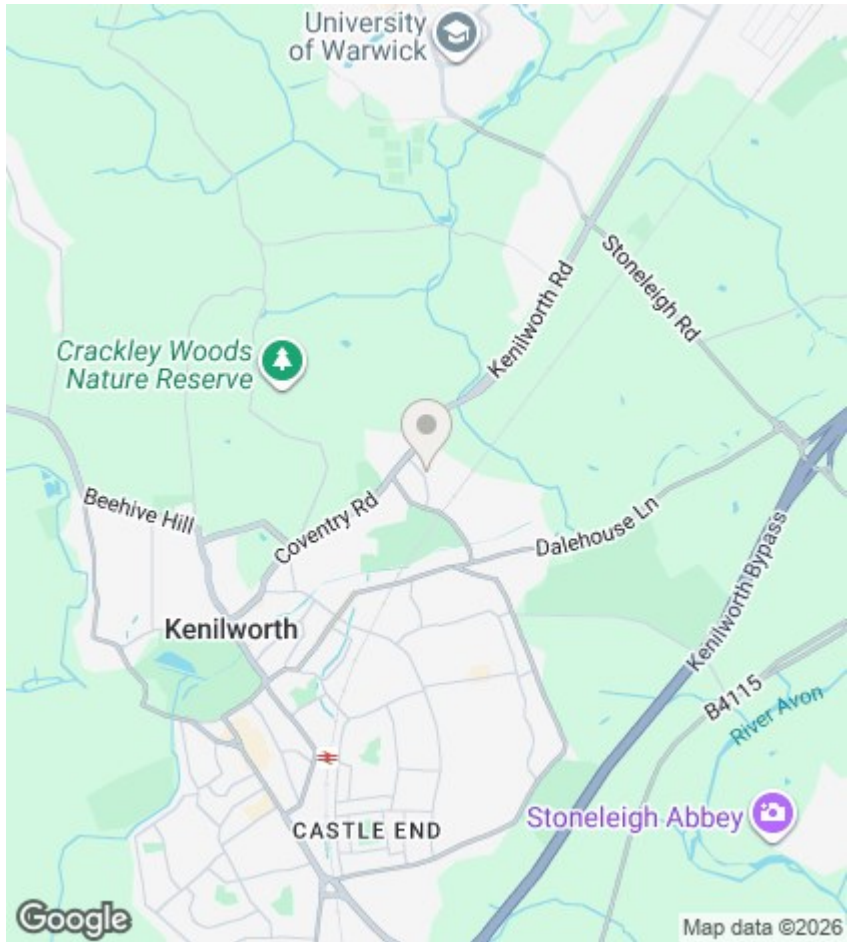 University
of Warwick
Stoneleigh Rd
Kenilworth Rd
Crackley Woods
Nature Reserve
Beehive Hill
Coventry Rd
Dalehouse Ln
Kenilworth Bypass
Kenilworth
B4115
River Avon
Stoneleigh Abbey
CASTLE END
Google
Map data ©2026